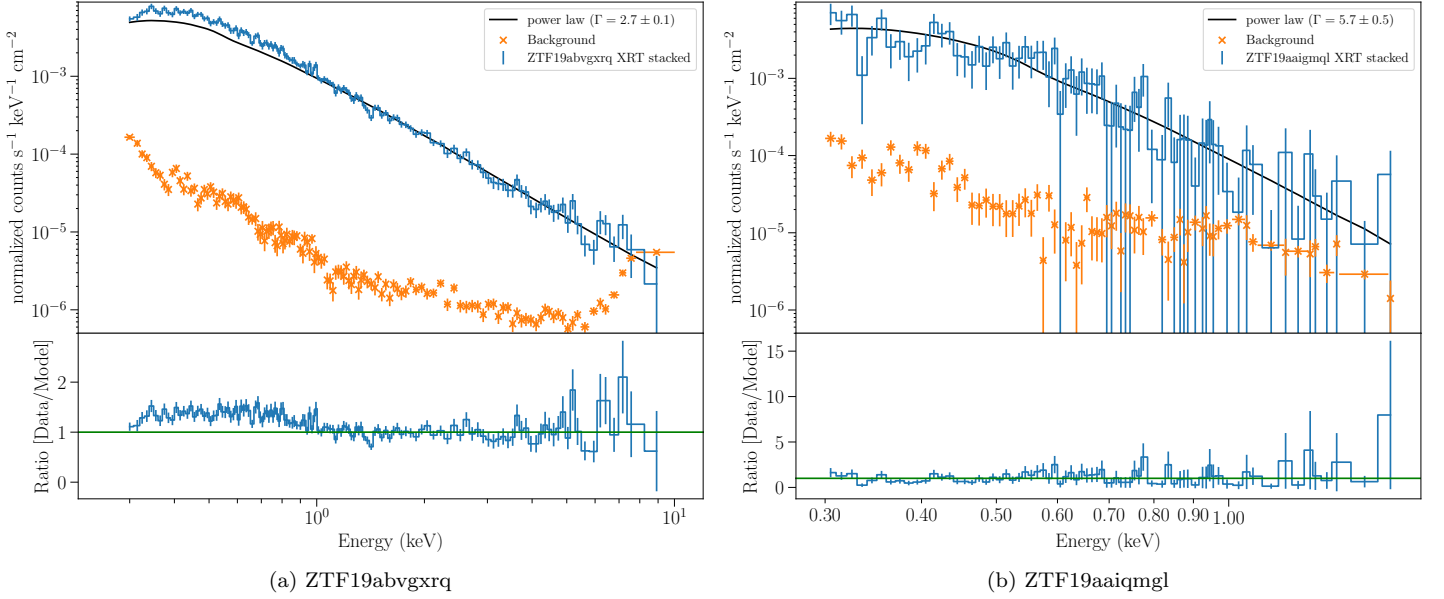 normalized counts s⁻¹ keV⁻¹ cm⁻²
10⁻³
10⁻⁴
10⁻⁵
10⁻⁶
power law (Γ = 2.7 ± 0.1)
Background
ZTF19abvgxrq XRT stacked
Ratio [Data/Model]
2
1
0
10⁰
10¹
Energy (keV)
(a) ZTF19abvgxrq
normalized counts s⁻¹ keV⁻¹ cm⁻²
10⁻³
10⁻⁴
10⁻⁵
10⁻⁶
power law (Γ = 5.7 ± 0.5)
Background
ZTF19aaigmql XRT stacked
Ratio [Data/Model]
15
10
5
0
0.30
0.40
0.50
0.60
0.70
0.80
0.90
1.00
Energy (keV)
(b) ZTF19aaiqmgl